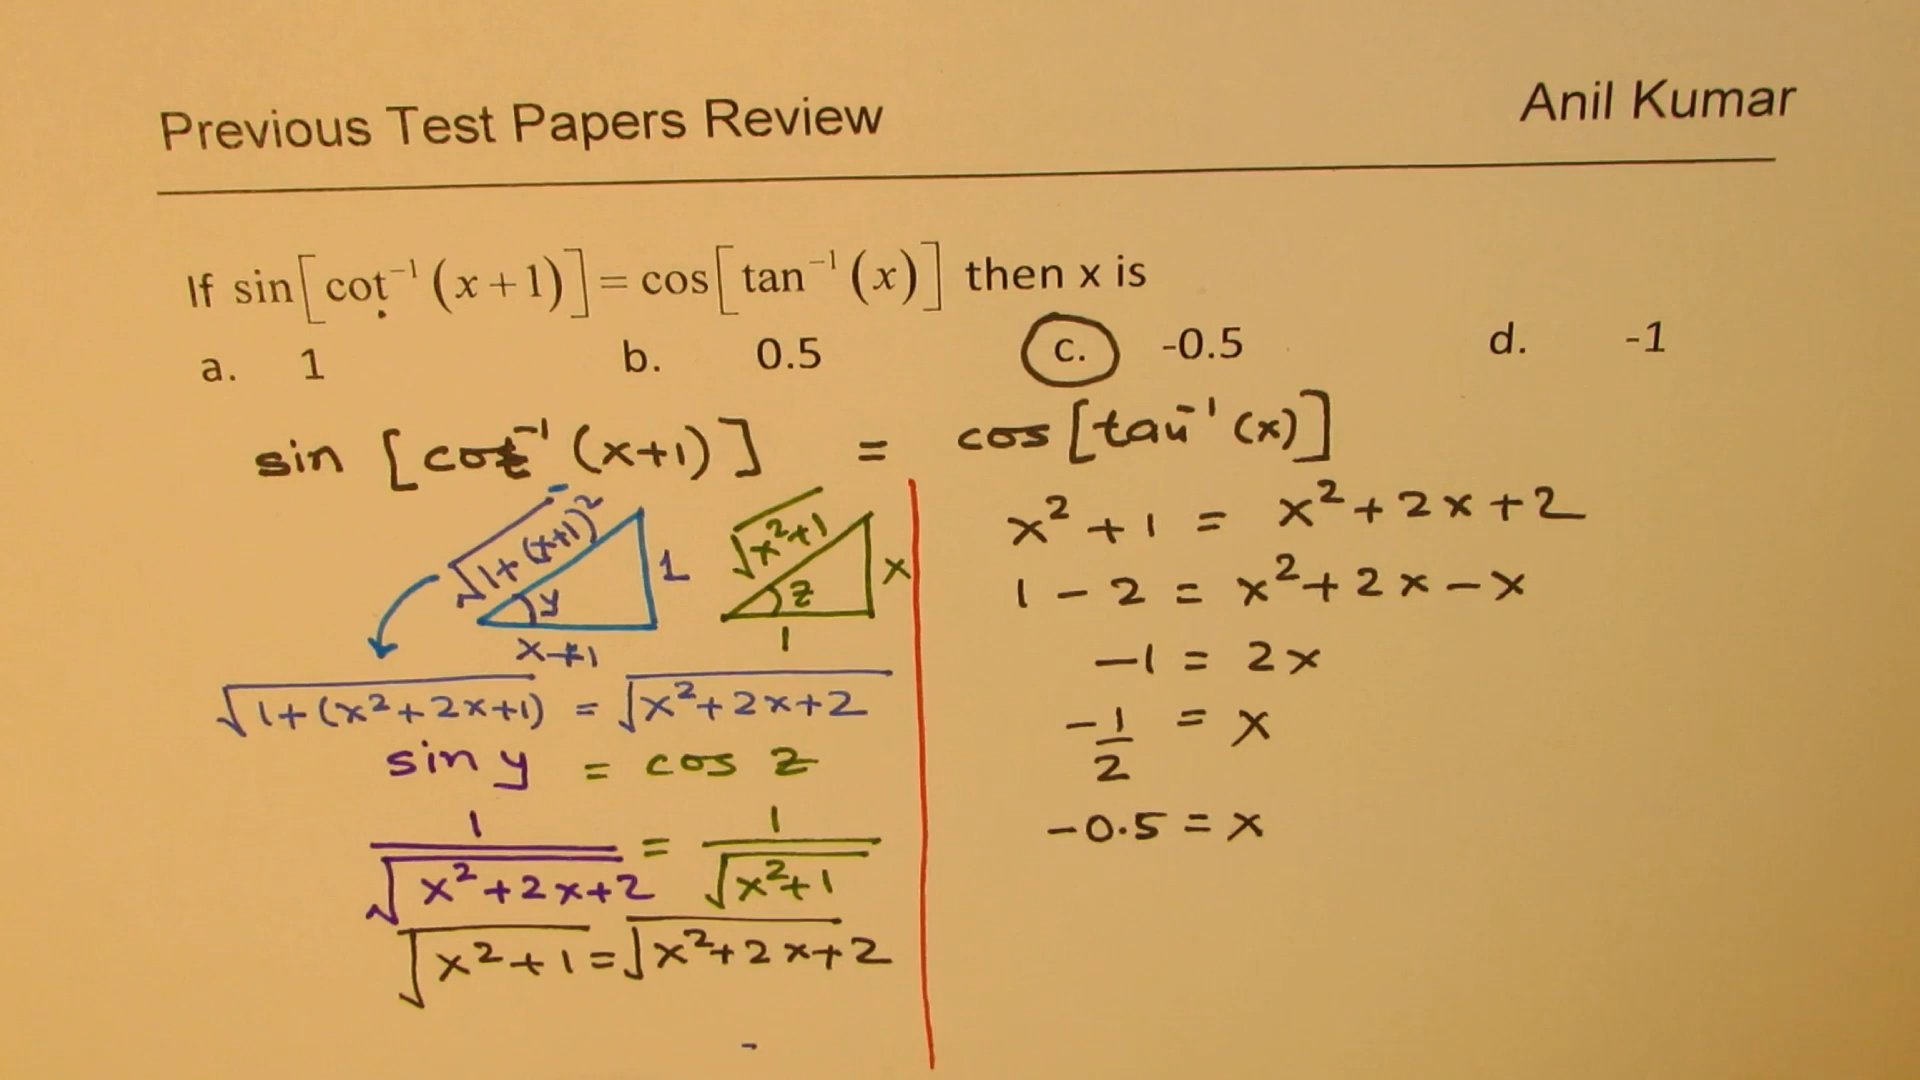 Previous Test Papers Review
Anil Kumar
If sin[cot⁻¹(x+1)] = cos[tan⁻¹(x)] then x is
a. 1 b. 0.5 c. -0.5 d. -1
sin [cot⁻¹(x+1)] = cos[tan⁻¹(x)]
√1+(x+1)²
1
y
x+1
√x²+1
x
z
1
√1+(x²+2x+1) = √x²+2x+2
sin y = cos z
1/√x²+2x+2 = 1/√x²+1
√x²+1 = √x²+2x+2
x²+1 = x²+2x+2
1-2 = x²+2x-x
-1 = 2x
-1/2 = x
-0.5 = x